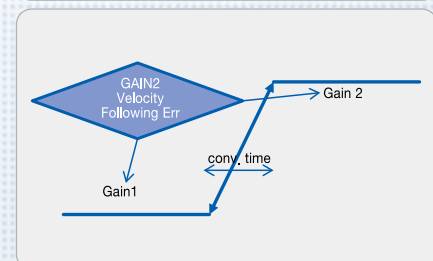 GAIN2
Velocity
Following Err
Gain 2
conv. time
Gain1